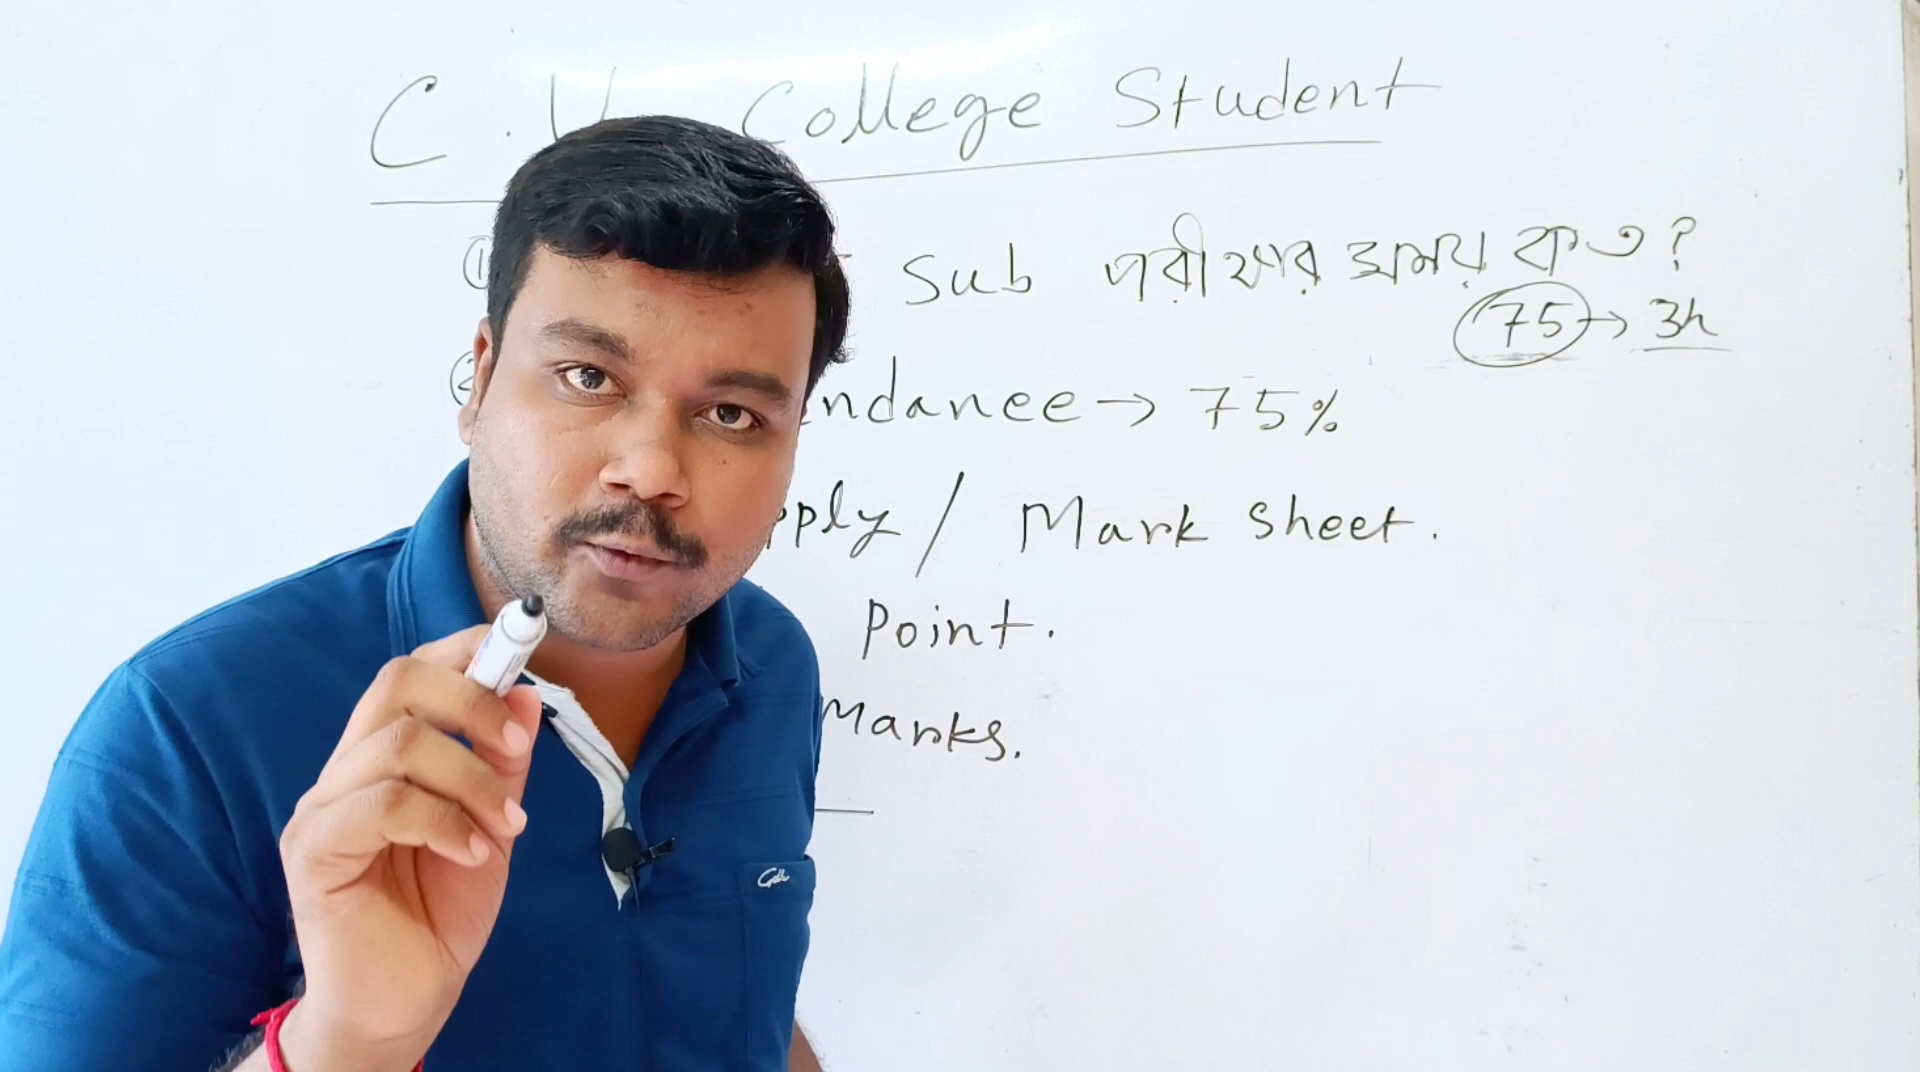 C. U College Student
① Sub পরীক্ষার সময় কত?
75 → 3h
② ndance → 75%
pply / Mark sheet.
Point.
Marks.